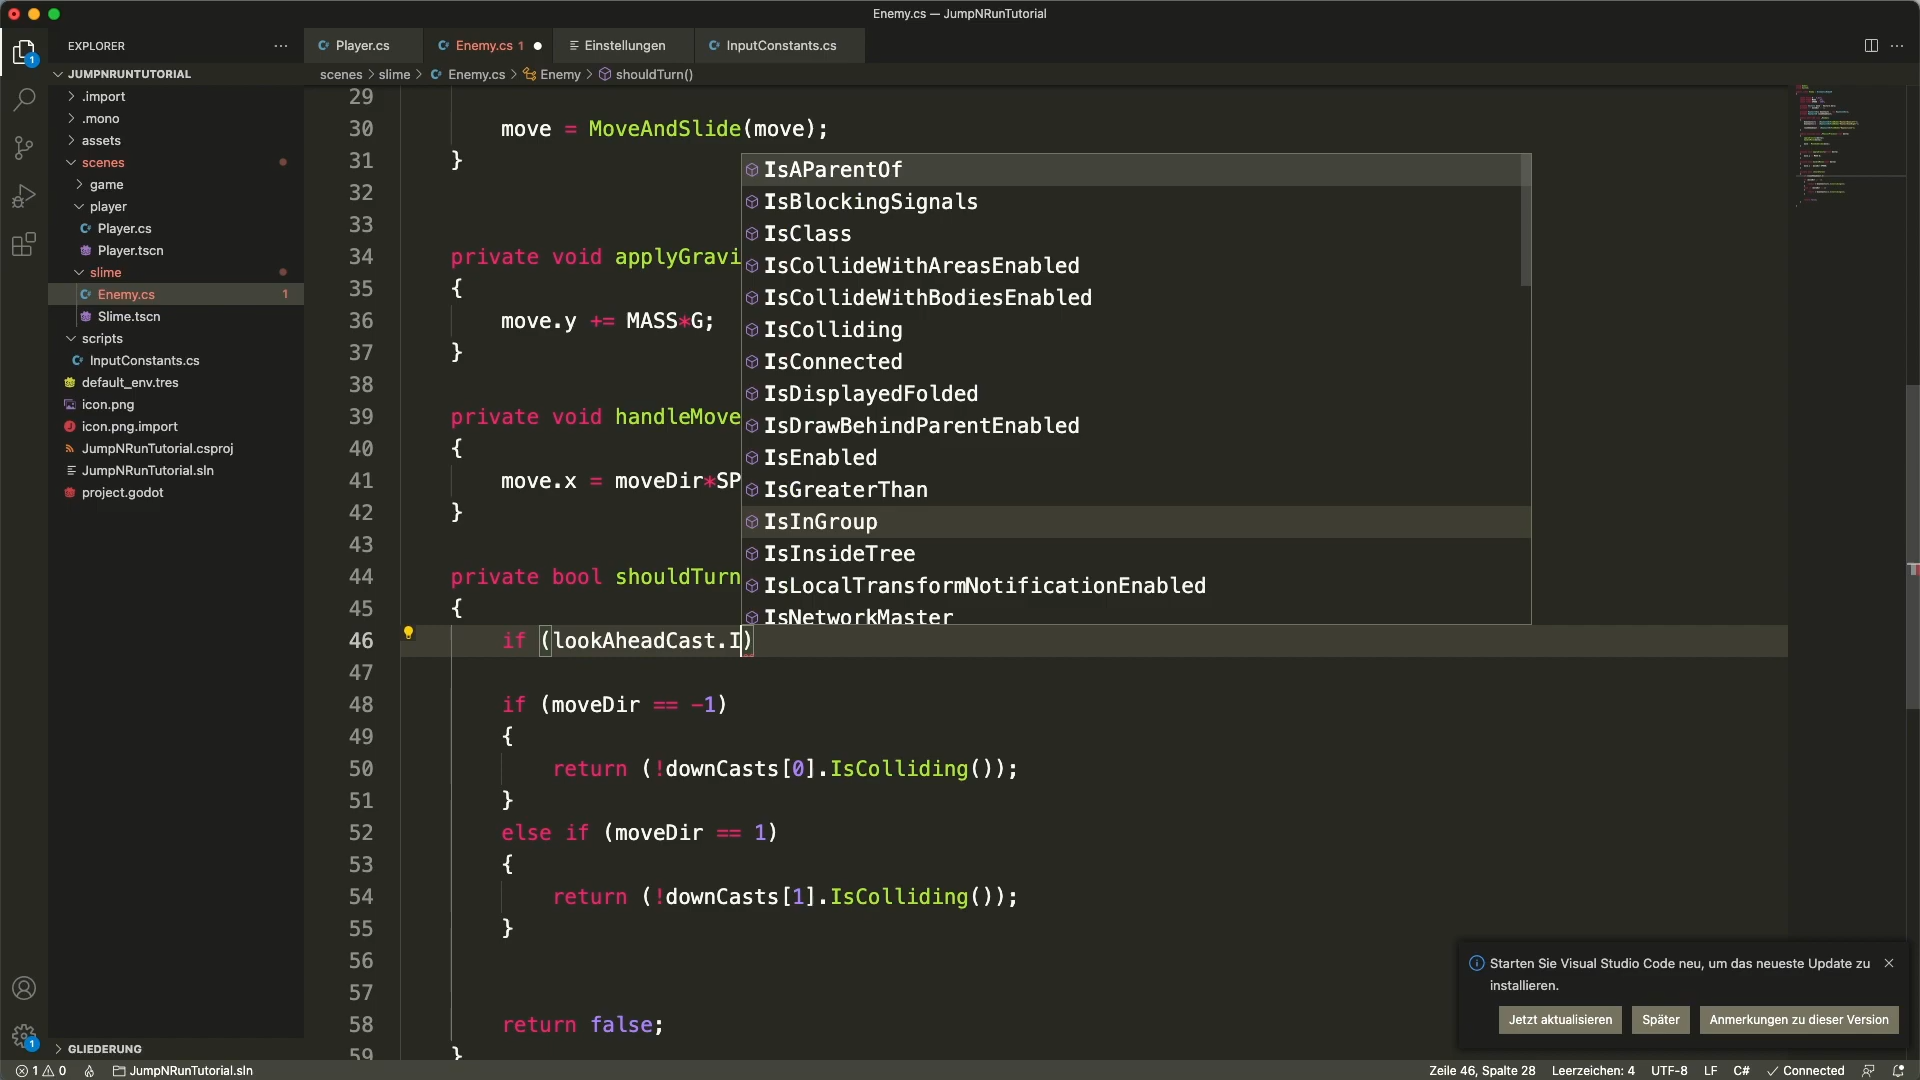 Enemy.cs — JumpNRunTutorial
EXPLORER
Player.cs
Enemy.cs 1
Einstellungen
InputConstants.cs
JUMPNRUNTUTORIAL
scenes > slime > Enemy.cs > Enemy > shouldTurn()
.import
.mono
assets
scenes
game
player
Player.cs
Player.tscn
slime
Enemy.cs 1
Slime.tscn
scripts
InputConstants.cs
default_env.tres
icon.png
icon.png.import
JumpNRunTutorial.csproj
JumpNRunTutorial.sln
project.godot
GLIEDERUNG
29
30 move = MoveAndSlide(move);
31 }
32
33
34 private void applyGravi
35 {
36 move.y += MASS*G;
37 }
38
39 private void handleMove
40 {
41 move.x = moveDir*SP
42 }
43
44 private bool shouldTurn
45 {
46 if (lookAheadCast.I)
47
48 if (moveDir == -1)
49 {
50 return (!downCasts[0].IsColliding());
51 }
52 else if (moveDir == 1)
53 {
54 return (!downCasts[1].IsColliding());
55 }
56
57
58 return false;
59 }
IsAParentOf
IsBlockingSignals
IsClass
IsCollideWithAreasEnabled
IsCollideWithBodiesEnabled
IsColliding
IsConnected
IsDisplayedFolded
IsDrawBehindParentEnabled
IsEnabled
IsGreaterThan
IsInGroup
IsInsideTree
IsLocalTransformNotificationEnabled
IsNetworkMaster
Starten Sie Visual Studio Code neu, um das neueste Update zu
installieren.
Jetzt aktualisieren
Später
Anmerkungen zu dieser Version
1
1
1 0 JumpNRunTutorial.sln
Zeile 46, Spalte 28 Leerzeichen: 4 UTF-8 LF C# Connected